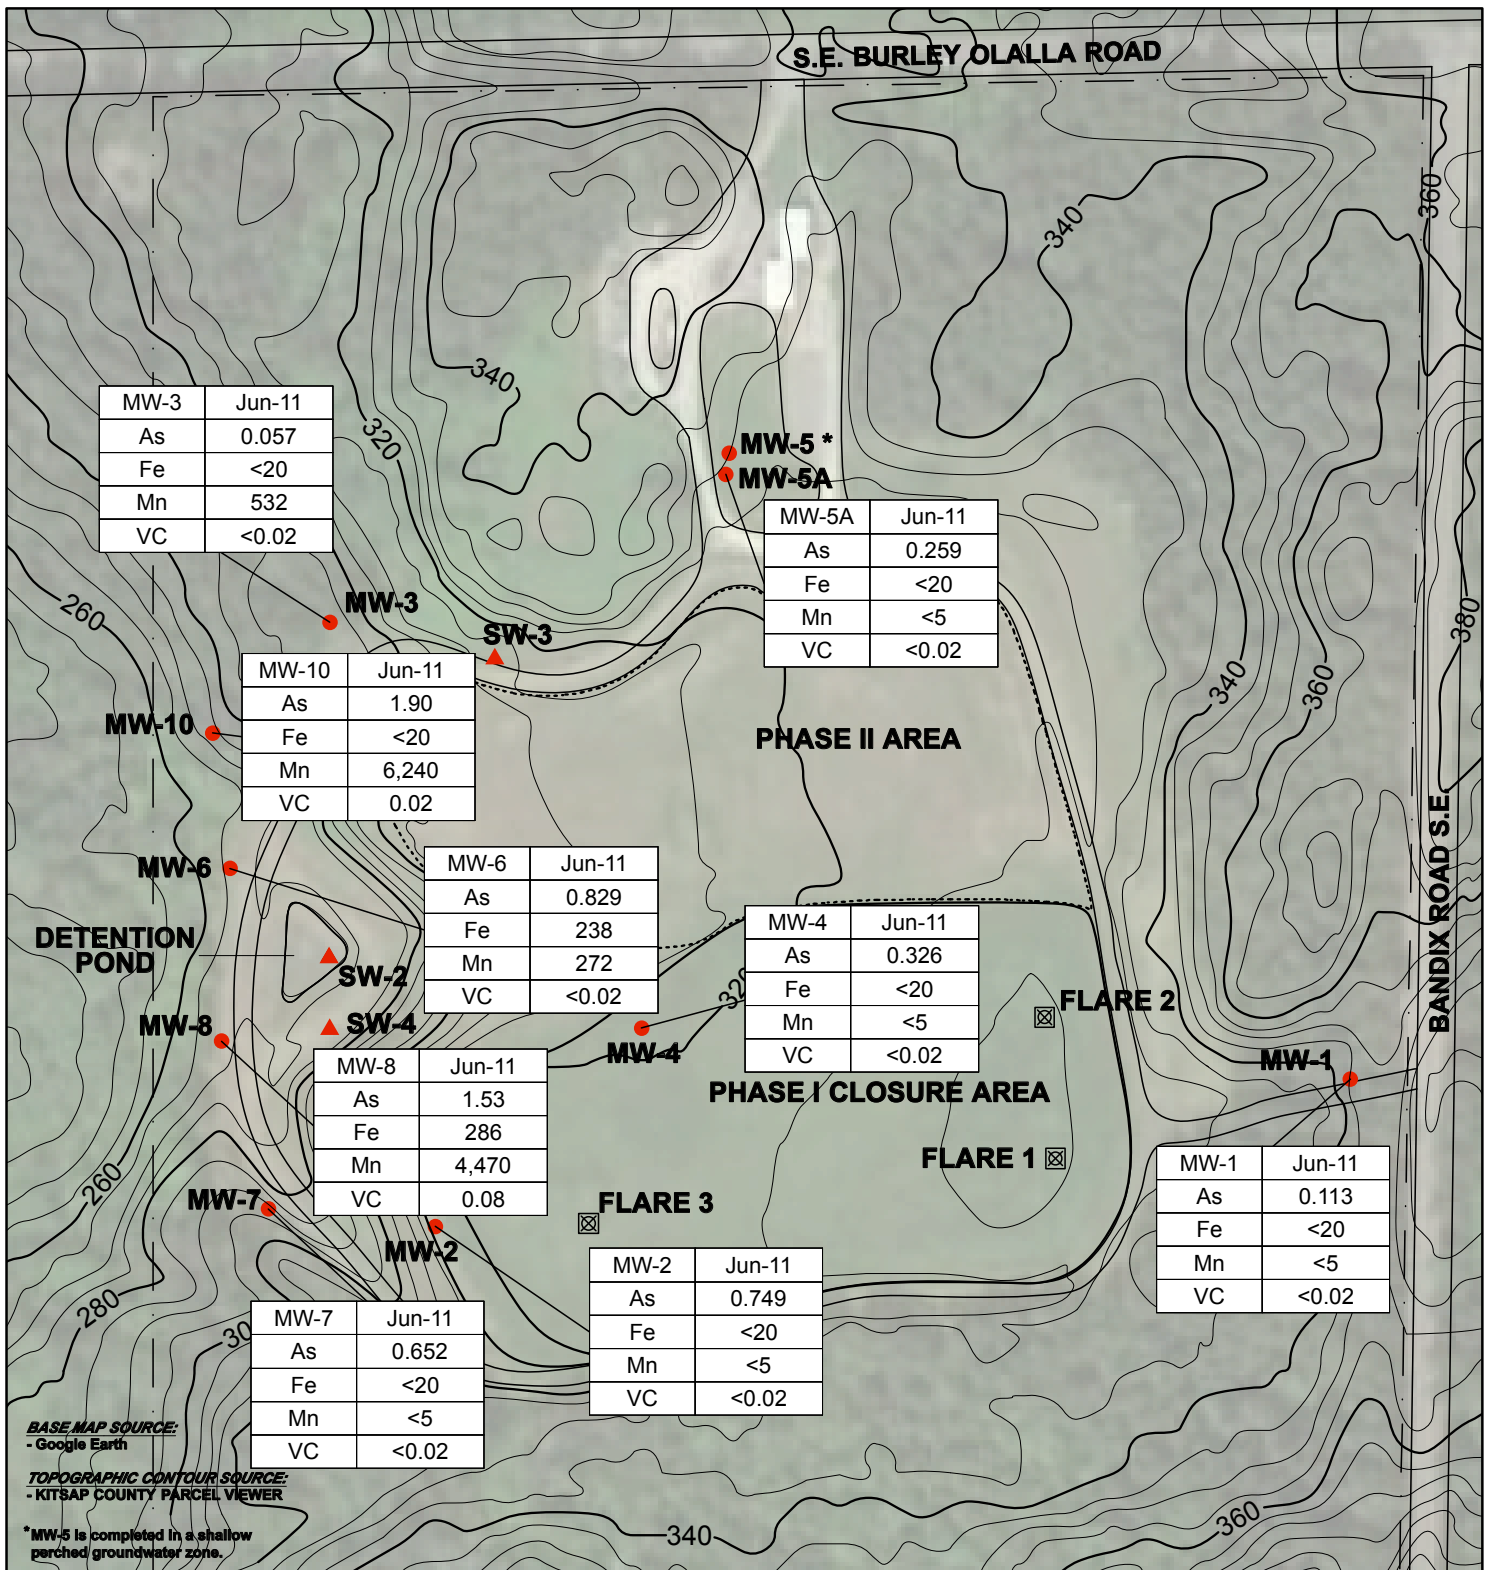 S.E. BURLEY OLALLA ROAD
360
340
340
320
MW-3 Jun-11
As 0.057
Fe <20
Mn 532
VC <0.02
MW-5 *
MW-5A
MW-5A Jun-11
As 0.259
Fe <20
Mn <5
VC <0.02
260
MW-3
SW-3
380
340
360
MW-10 Jun-11
As 1.90
Fe <20
Mn 6,240
VC 0.02
MW-10
PHASE II AREA
BANDIX ROAD S.E.
MW-6
MW-6 Jun-11
As 0.829
Fe 238
Mn 272
VC <0.02
DETENTION
POND
SW-2
MW-4 Jun-11
As 0.326
Fe <20
Mn <5
VC <0.02
320
FLARE 2
MW-8
SW-4
MW-4
MW-1
MW-8 Jun-11
As 1.53
Fe 286
Mn 4,470
VC 0.08
PHASE I CLOSURE AREA
FLARE 1
MW-1 Jun-11
As 0.113
Fe <20
Mn <5
VC <0.02
260
MW-7
FLARE 3
MW-2
MW-2 Jun-11
As 0.749
Fe <20
Mn <5
VC <0.02
280
30
MW-7 Jun-11
As 0.652
Fe <20
Mn <5
VC <0.02
BASE MAP SOURCE:
- Google Earth
TOPOGRAPHIC CONTOUR SOURCE:
- KITSAP COUNTY PARCEL VIEWER
*MW-5 is completed in a shallow
perched groundwater zone.
340
360